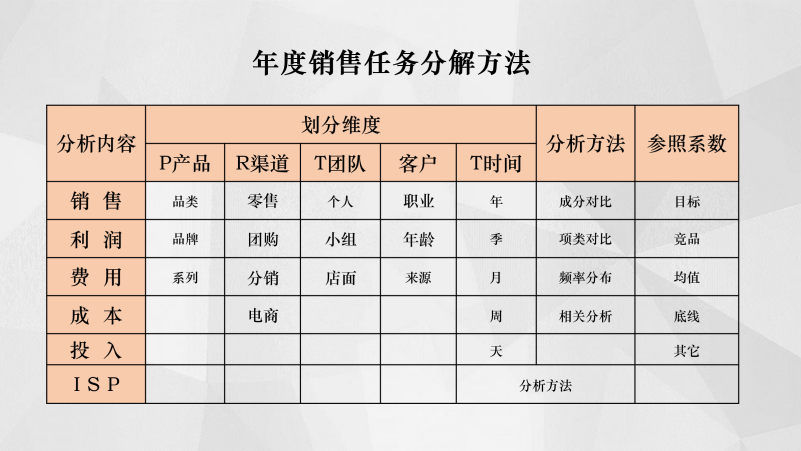 年度销售任务分解方法
分析内容 划分维度 分析方法 参照系数
P产品 R渠道 T团队 客户 T时间
销 售 品类 零售 个人 职业 年 成分对比 目标
利 润 品牌 团购 小组 年龄 季 项类对比 竞品
费 用 系列 分销 店面 来源 月 频率分布 均值
成 本 电商 周 相关分析 底线
投 入 天 其它
I S P 分析方法